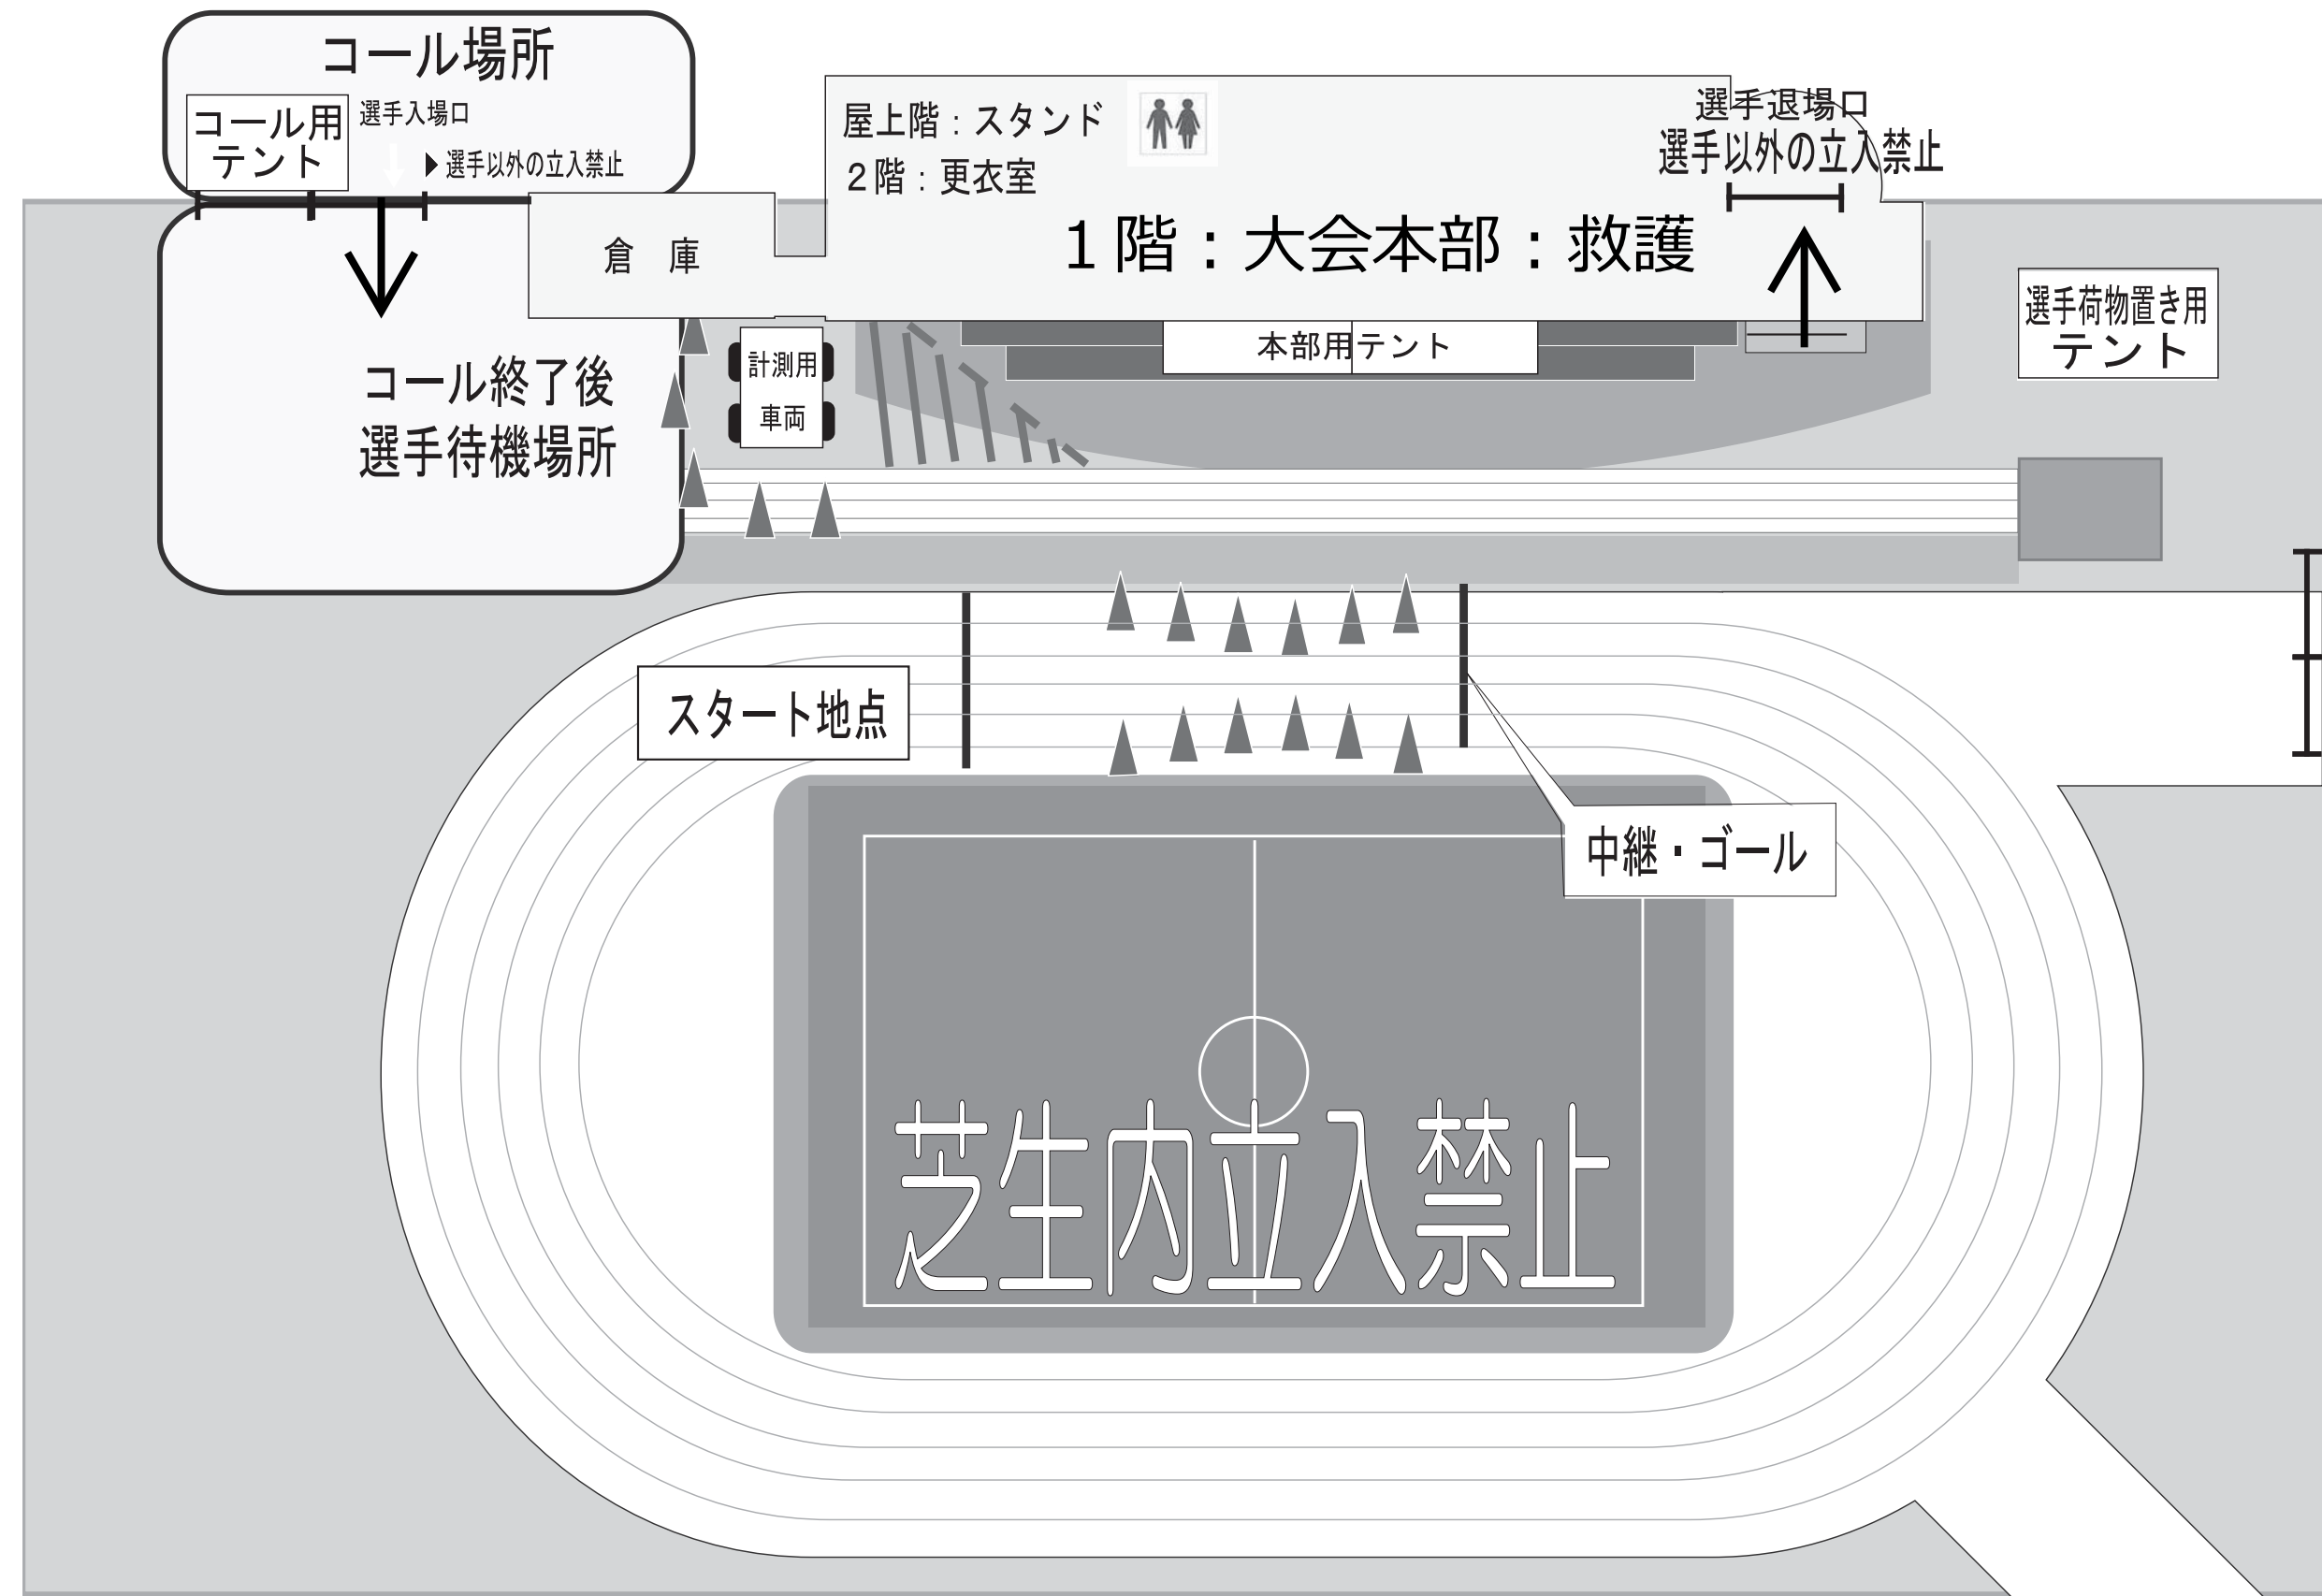 コール場所
コール用
テント
選手入場口
▶選手以外の立入禁止
屋上階：スタンド
２階：更衣室
１階：大会本部：救護
選手退場口
選手以外の立入禁止
倉　庫
選手荷物置き用
テント
本部用テント
計測用
車両
コール終了後
選手待機場所
スタート地点
中継・ゴール
芝生内立入禁止